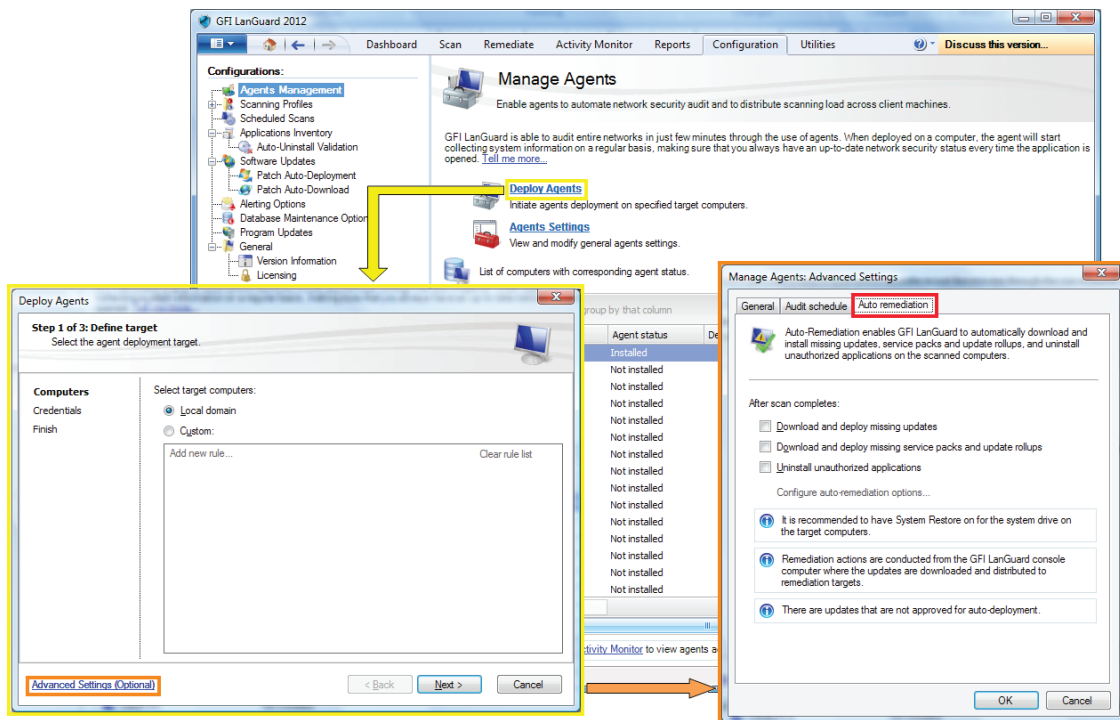 GFI LanGuard 2012
Dashboard Scan Remediate Activity Monitor Reports Configuration Utilities Discuss this version...
Configurations:
Agents Management
Scanning Profiles
Scheduled Scans
Applications Inventory
Auto-Uninstall Validation
Software Updates
Patch Auto-Deployment
Patch Auto-Download
Alerting Options
Database Maintenance Option
Program Updates
General
Version Information
Licensing
Manage Agents
Enable agents to automate network security audit and to distribute scanning load across client machines.
GFI LanGuard is able to audit entire networks in just few minutes through the use of agents. When deployed on a computer, the agent will start
collecting system information on a regular basis, making sure that you always have an up-to-date network security status every time the application is
opened. Tell me more...
Deploy Agents
Initiate agents deployment on specified target computers.
Agents Settings
View and modify general agents settings.
List of computers with corresponding agent status.
group by that column
Agent status De
Installed
Not installed
Not installed
Not installed
Not installed
Not installed
Not installed
Not installed
Not installed
Not installed
Not installed
Not installed
Not installed
Not installed
Not installed
ctivity Monitor to view agents a
Deploy Agents
Step 1 of 3: Define target
Select the agent deployment target.
Computers
Credentials
Finish
Select target computers:
Local domain
Custom:
Add new rule... Clear rule list
Advanced Settings (Optional)
< Back Next > Cancel
Manage Agents: Advanced Settings
General Audit schedule Auto remediation
Auto-Remediation enables GFI LanGuard to automatically download and
install missing updates, service packs and update rollups, and uninstall
unauthorized applications on the scanned computers.
After scan completes:
Download and deploy missing updates
Download and deploy missing service packs and update rollups
Uninstall unauthorized applications
Configure auto-remediation options...
It is recommended to have System Restore on for the system drive on
the target computers.
Remediation actions are conducted from the GFI LanGuard console
computer where the updates are downloaded and distributed to
remediation targets.
There are updates that are not approved for auto-deployment.
OK Cancel